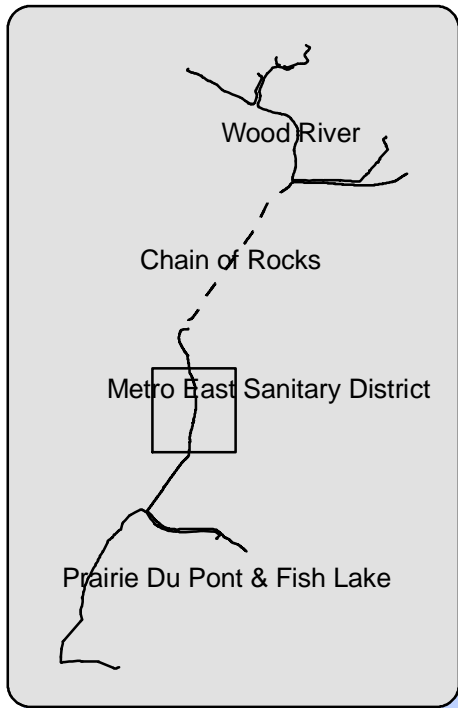 Wood River
Chain of Rocks
Metro East Sanitary District
Prairie Du Pont & Fish Lake